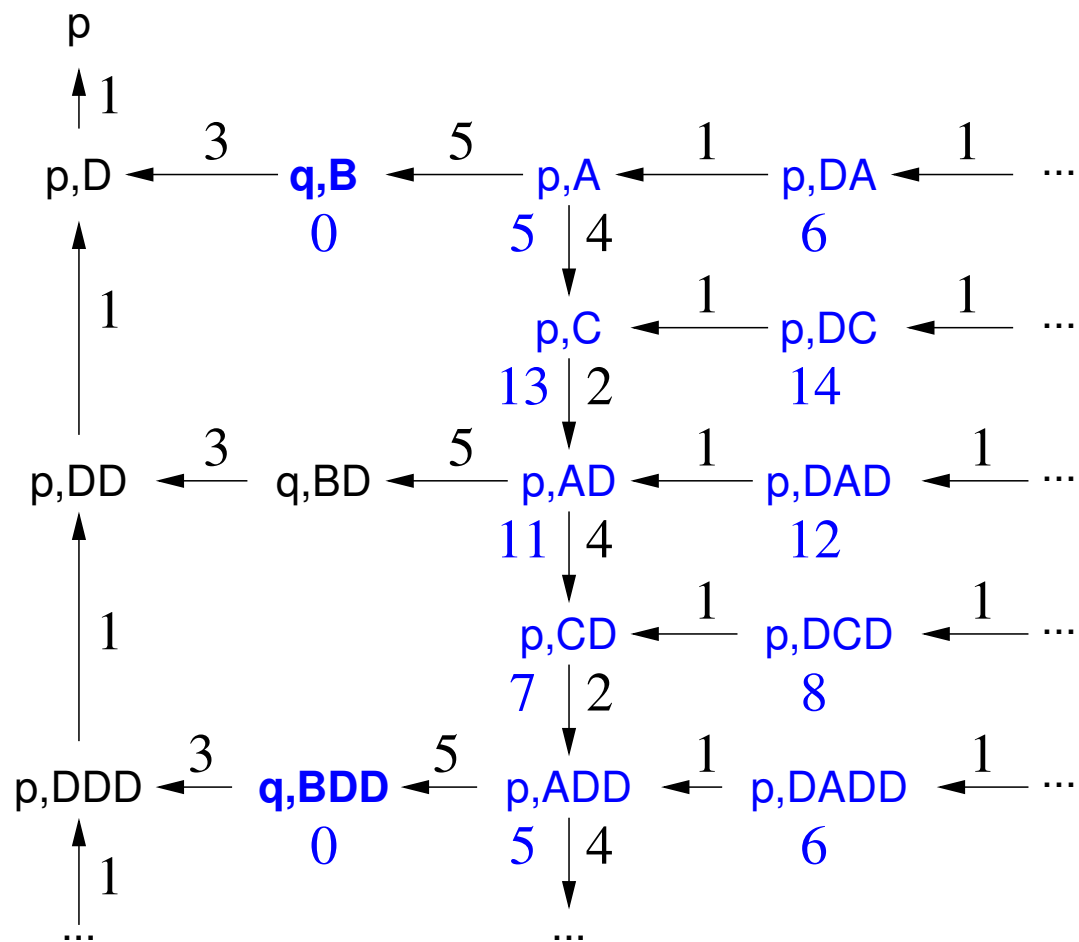 p
1
3 5 1 1
p,D q,B p,A p,DA ...
0 5 4 6
1 1 1
p,C p,DC ...
13 2 14
3 5 1 1
p,DD q,BD p,AD p,DAD ...
11 4 12
1 1 1
p,CD p,DCD ...
7 2 8
3 5 1 1
p,DDD q,BDD p,ADD p,DADD ...
1 0 5 4 6
... ...